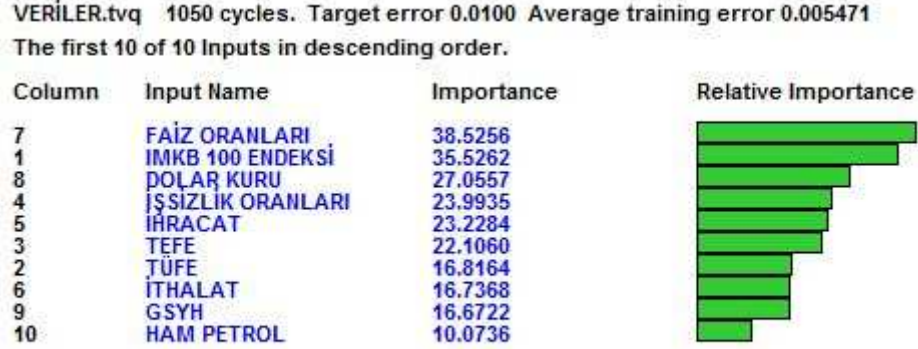 VERİLER.tvq 1050 cycles. Target error 0.0100 Average training error 0.005471
The first 10 of 10 Inputs in descending order.
Column Input Name Importance Relative Importance
7 FAİZ ORANLARI 38.5256
1 IMKB 100 ENDEKSİ 35.5262
8 DOLAR KURU 27.0557
4 İŞSİZLİK ORANLARI 23.9935
5 İHRACAT 23.2284
3 TEFE 22.1060
2 TÜFE 16.8164
6 İTHALAT 16.7368
9 GSYH 16.6722
10 HAM PETROL 10.0736